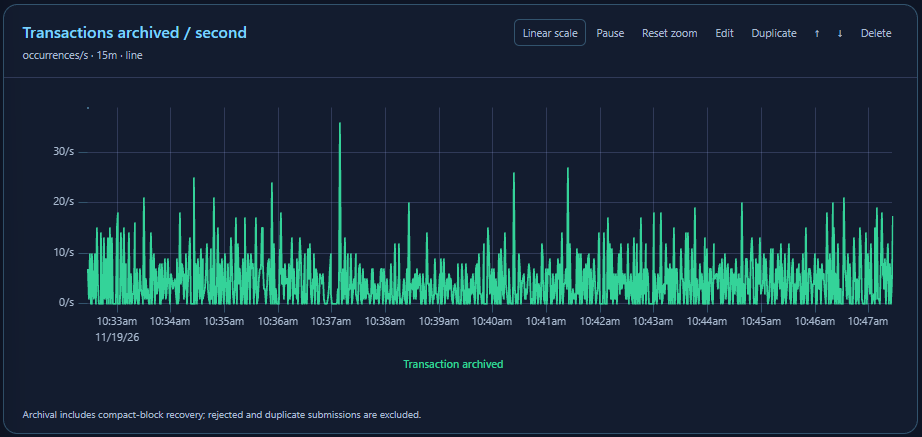 Transactions archived / second
occurrences/s · 15m · line
Linear scale Pause Reset zoom Edit Duplicate ↑ ↓ Delete
30/s
20/s
10/s
0/s
10:33am 10:34am 10:35am 10:36am 10:37am 10:38am 10:39am 10:40am 10:41am 10:42am 10:43am 10:44am 10:45am 10:46am 10:47am
11/19/26
Transaction archived
Archival includes compact-block recovery; rejected and duplicate submissions are excluded.